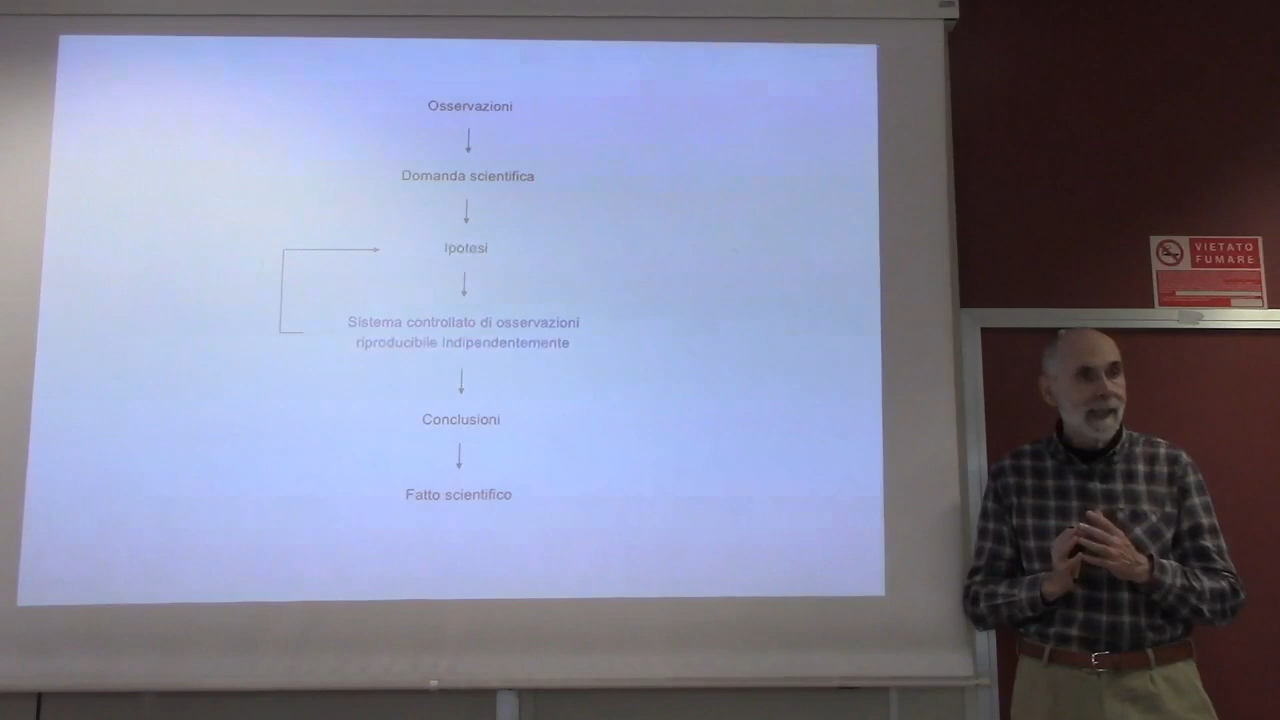 Osservazioni
Domanda scientifica
Ipotesi
Sistema controllato di osservazioni
riproducibile indipendentemente
Conclusioni
Fatto scientifico
VIETATO
FUMARE